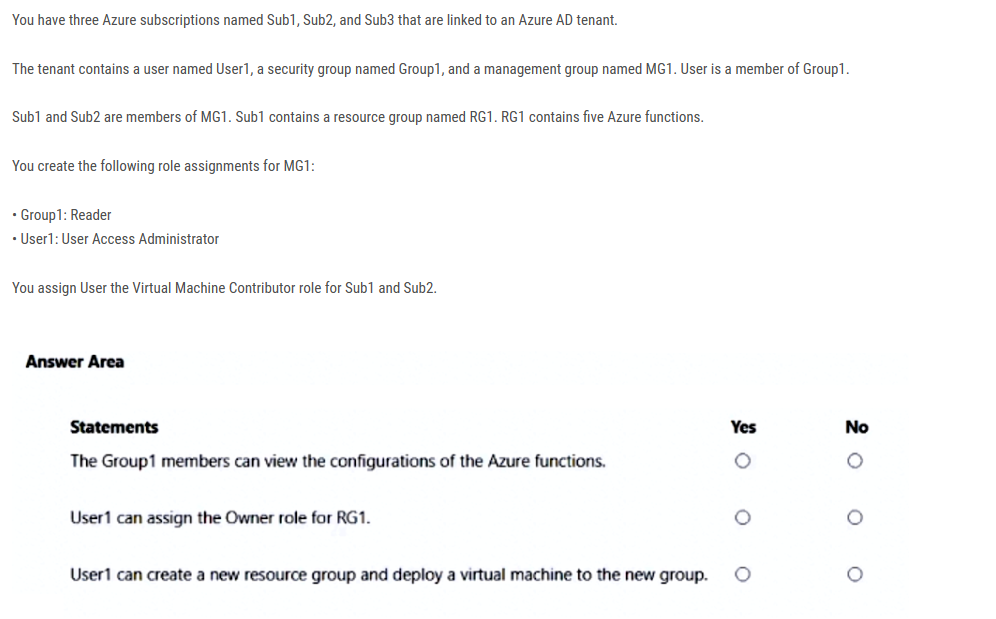 You have three Azure subscriptions named Sub1, Sub2, and Sub3 that are linked to an Azure AD tenant.
The tenant contains a user named User1, a security group named Group1, and a management group named MG1. User is a member of Group1.
Sub1 and Sub2 are members of MG1. Sub1 contains a resource group named RG1. RG1 contains five Azure functions.
You create the following role assignments for MG1:
• Group1: Reader
• User1: User Access Administrator
You assign User the Virtual Machine Contributor role for Sub1 and Sub2.
Answer Area
Statements Yes No
The Group1 members can view the configurations of the Azure functions.
User1 can assign the Owner role for RG1.
User1 can create a new resource group and deploy a virtual machine to the new group.